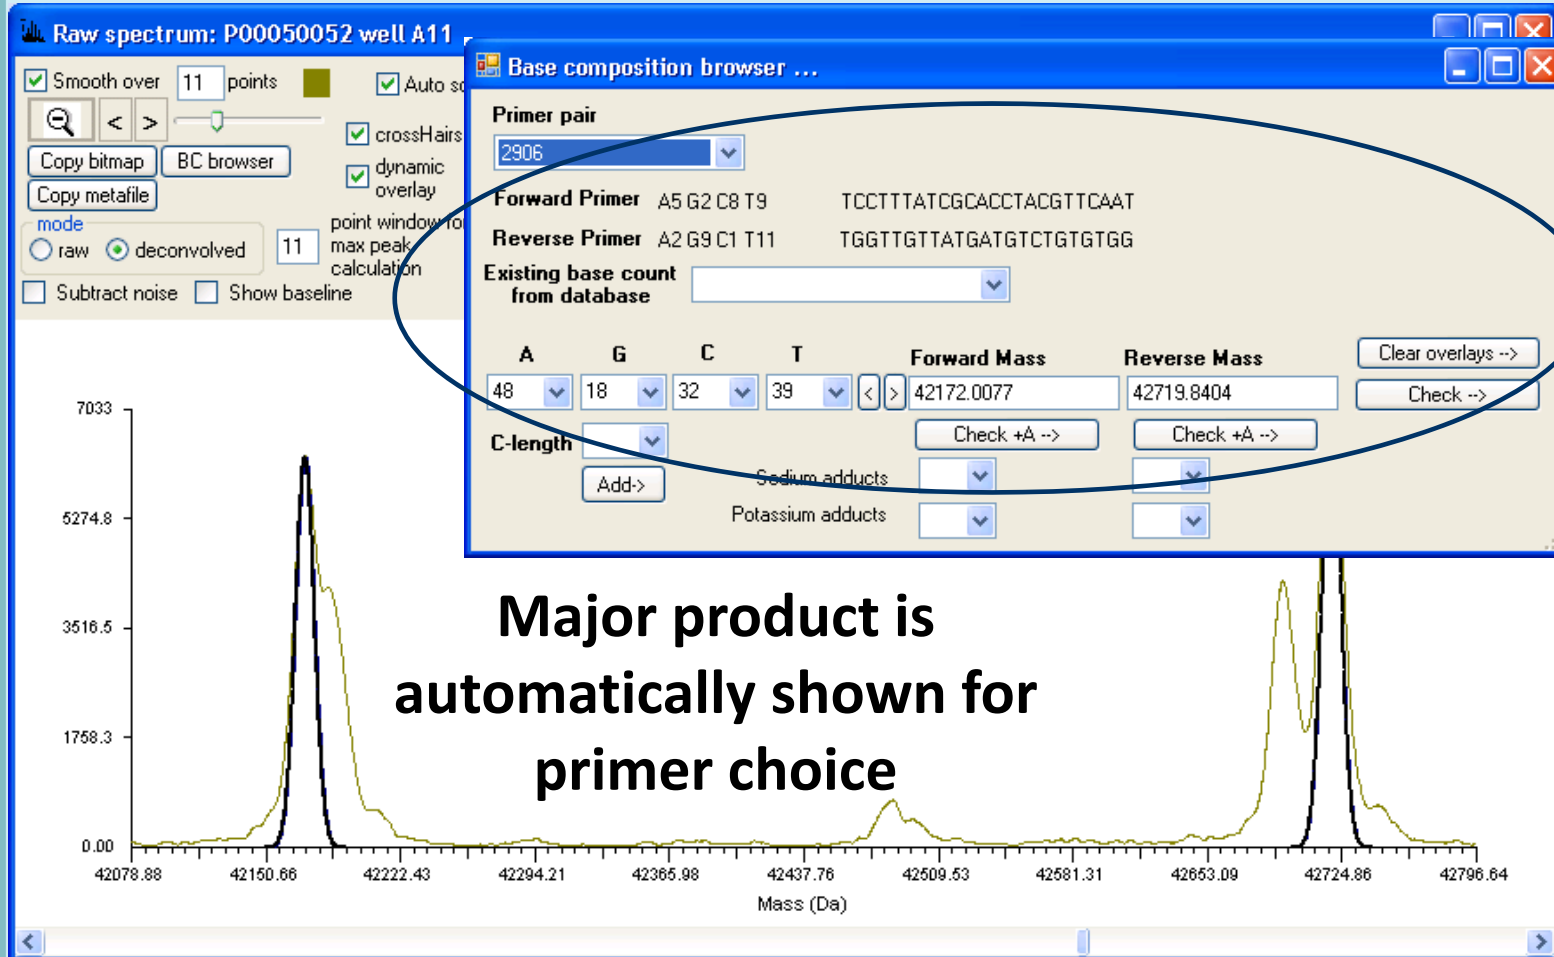 Raw spectrum: P00050052 well A11
Smooth over 11 points
Auto sc
< >
crossHairs
Copy bitmap BC browser
dynamic
overlay
Copy metafile
mode
raw deconvolved
11
point window fo
max peak
calculation
Subtract noise Show baseline
Base composition browser ...
Primer pair
2906
Forward Primer A5 G2 C8 T9 TCCTTTATCGCACCTACGTTCAAT
Reverse Primer A2 G9 C1 T11 TGGTTGTTATGATGTCTGTGTGG
Existing base count
from database
A G C T Forward Mass Reverse Mass Clear overlays -->
48 18 32 39 < > 42172.0077 42719.8404 Check -->
C-length Check +A --> Check +A -->
Add-> Sodium adducts
Potassium adducts
7033
5274.8
3516.5
1758.3
0.00
Major product is
automatically shown for
primer choice
42078.88 42150.66 42222.43 42294.21 42365.98 42437.76 42509.53 42581.31 42653.09 42724.86 42796.64
Mass (Da)